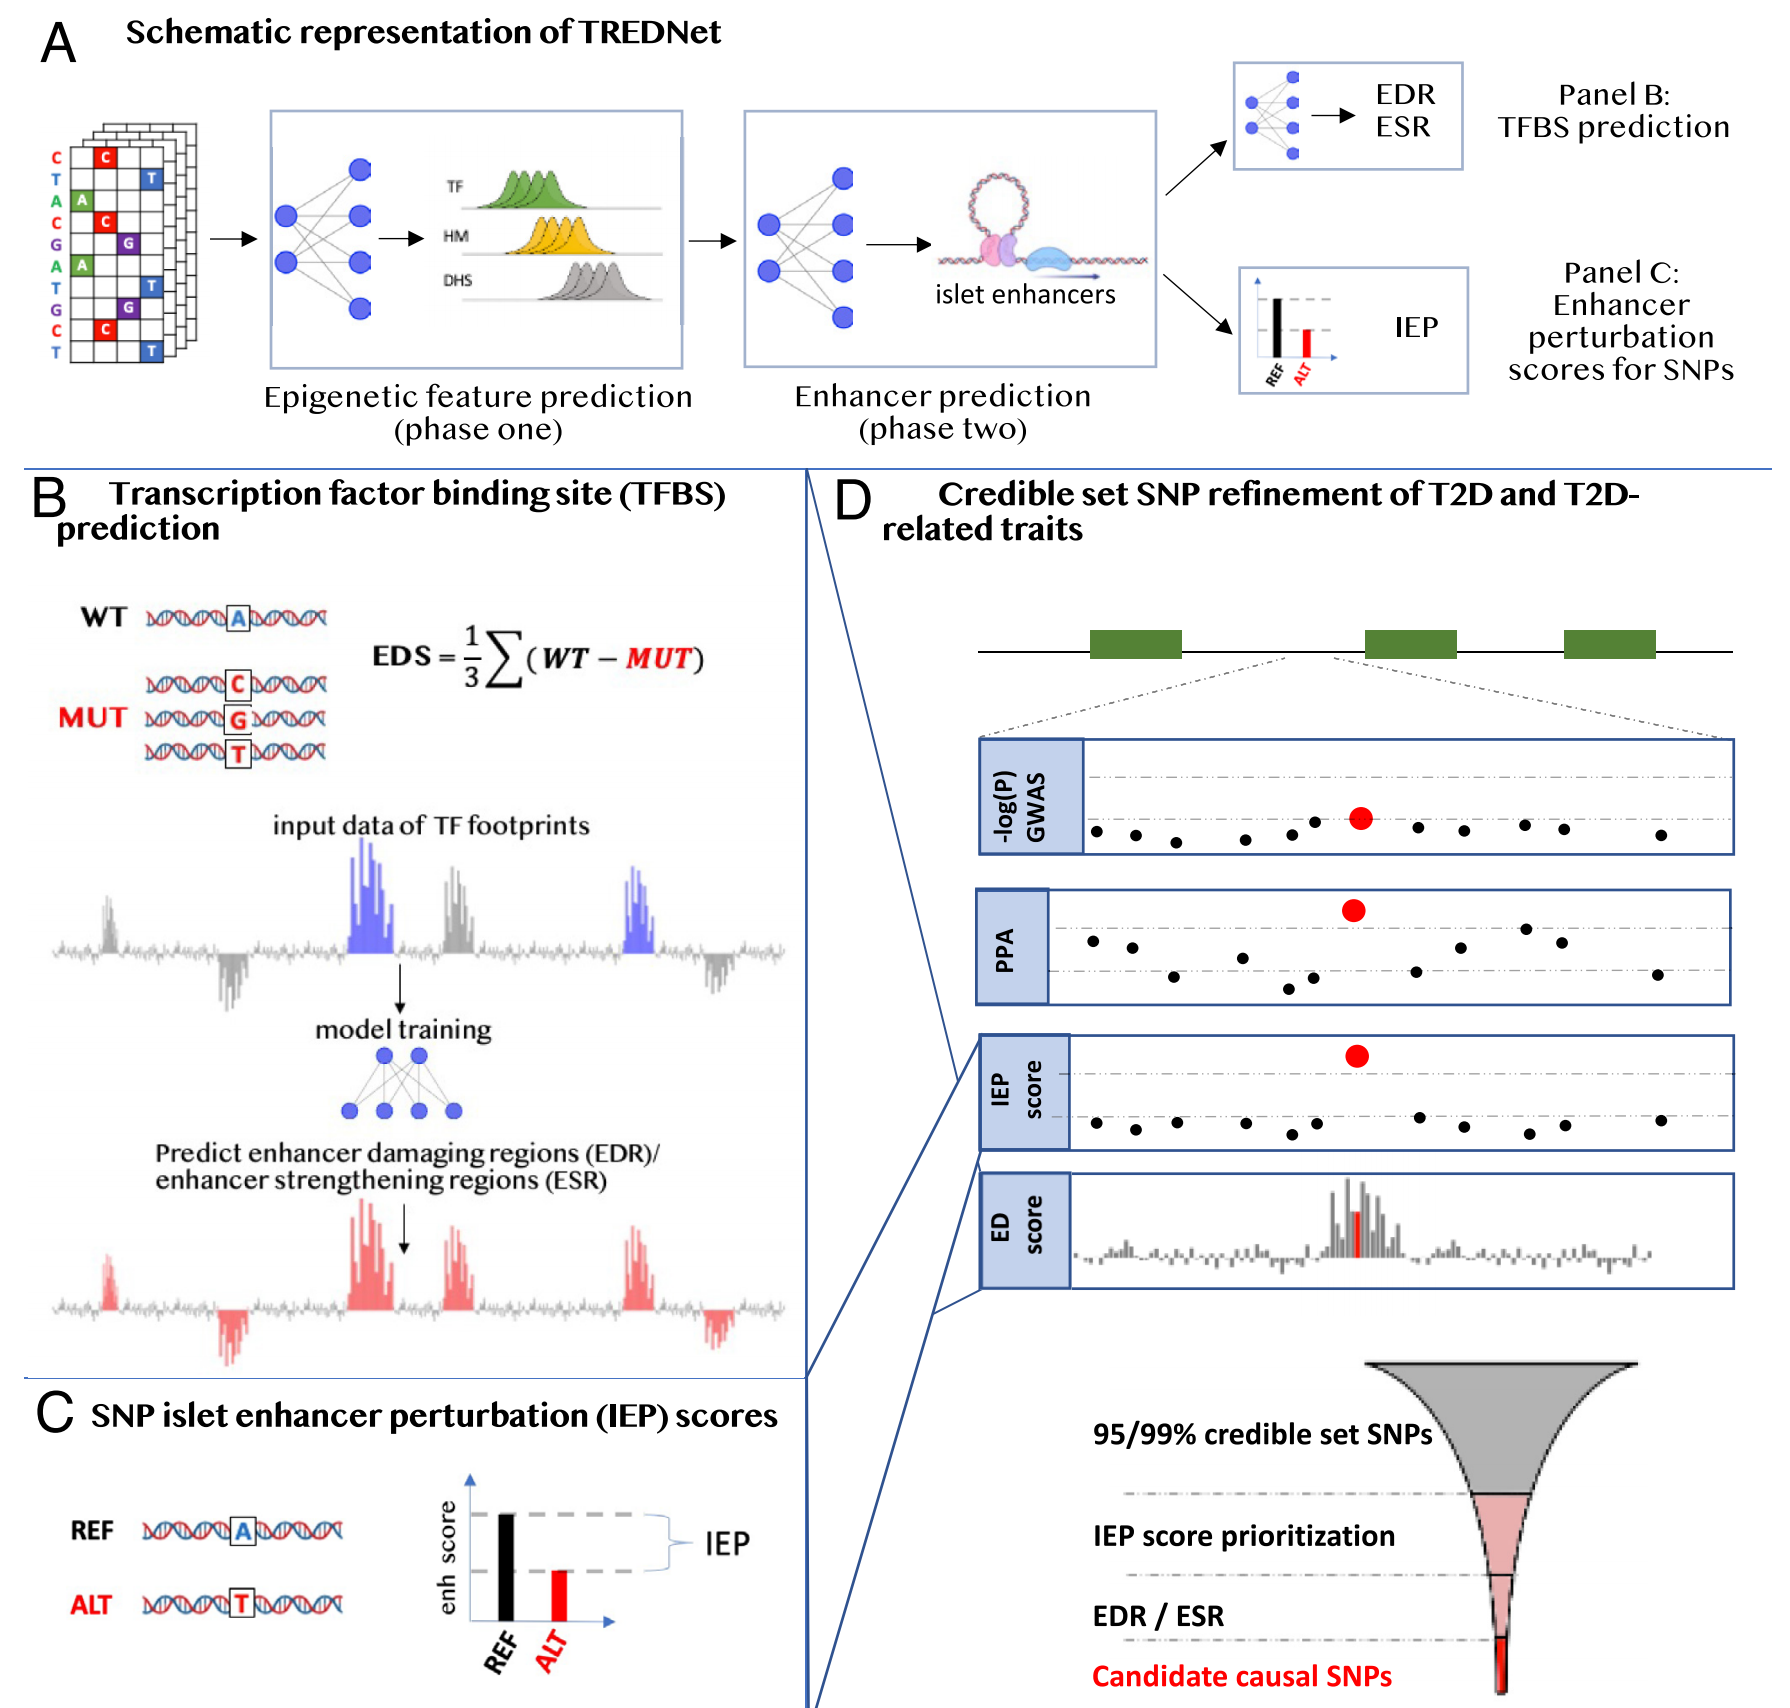 A
Schematic representation of TREDNet
C
T
A
C
G
A
T
G
C
T
C
T
A
C
G
A
T
G
C
T
TF
HM
DHS
Epigenetic feature prediction
(phase one)
islet enhancers
Enhancer prediction
(phase two)
EDR
ESR
Panel B:
TFBS prediction
REF
ALT
IEP
Panel C:
Enhancer
perturbation
scores for SNPs
B
Transcription factor binding site (TFBS)
prediction
WT
A
MUT
C
G
T
EDS = 1/3 ∑(WT − MUT)
input data of TF footprints
model training
Predict enhancer damaging regions (EDR)/
enhancer strengthening regions (ESR)
C
SNP islet enhancer perturbation (IEP) scores
REF
A
ALT
T
enh score
REF
ALT
IEP
D
Credible set SNP refinement of T2D and T2D-
related traits
-log(P)
GWAS
PPA
IEP
score
ED
score
95/99% credible set SNPs
IEP score prioritization
EDR / ESR
Candidate causal SNPs